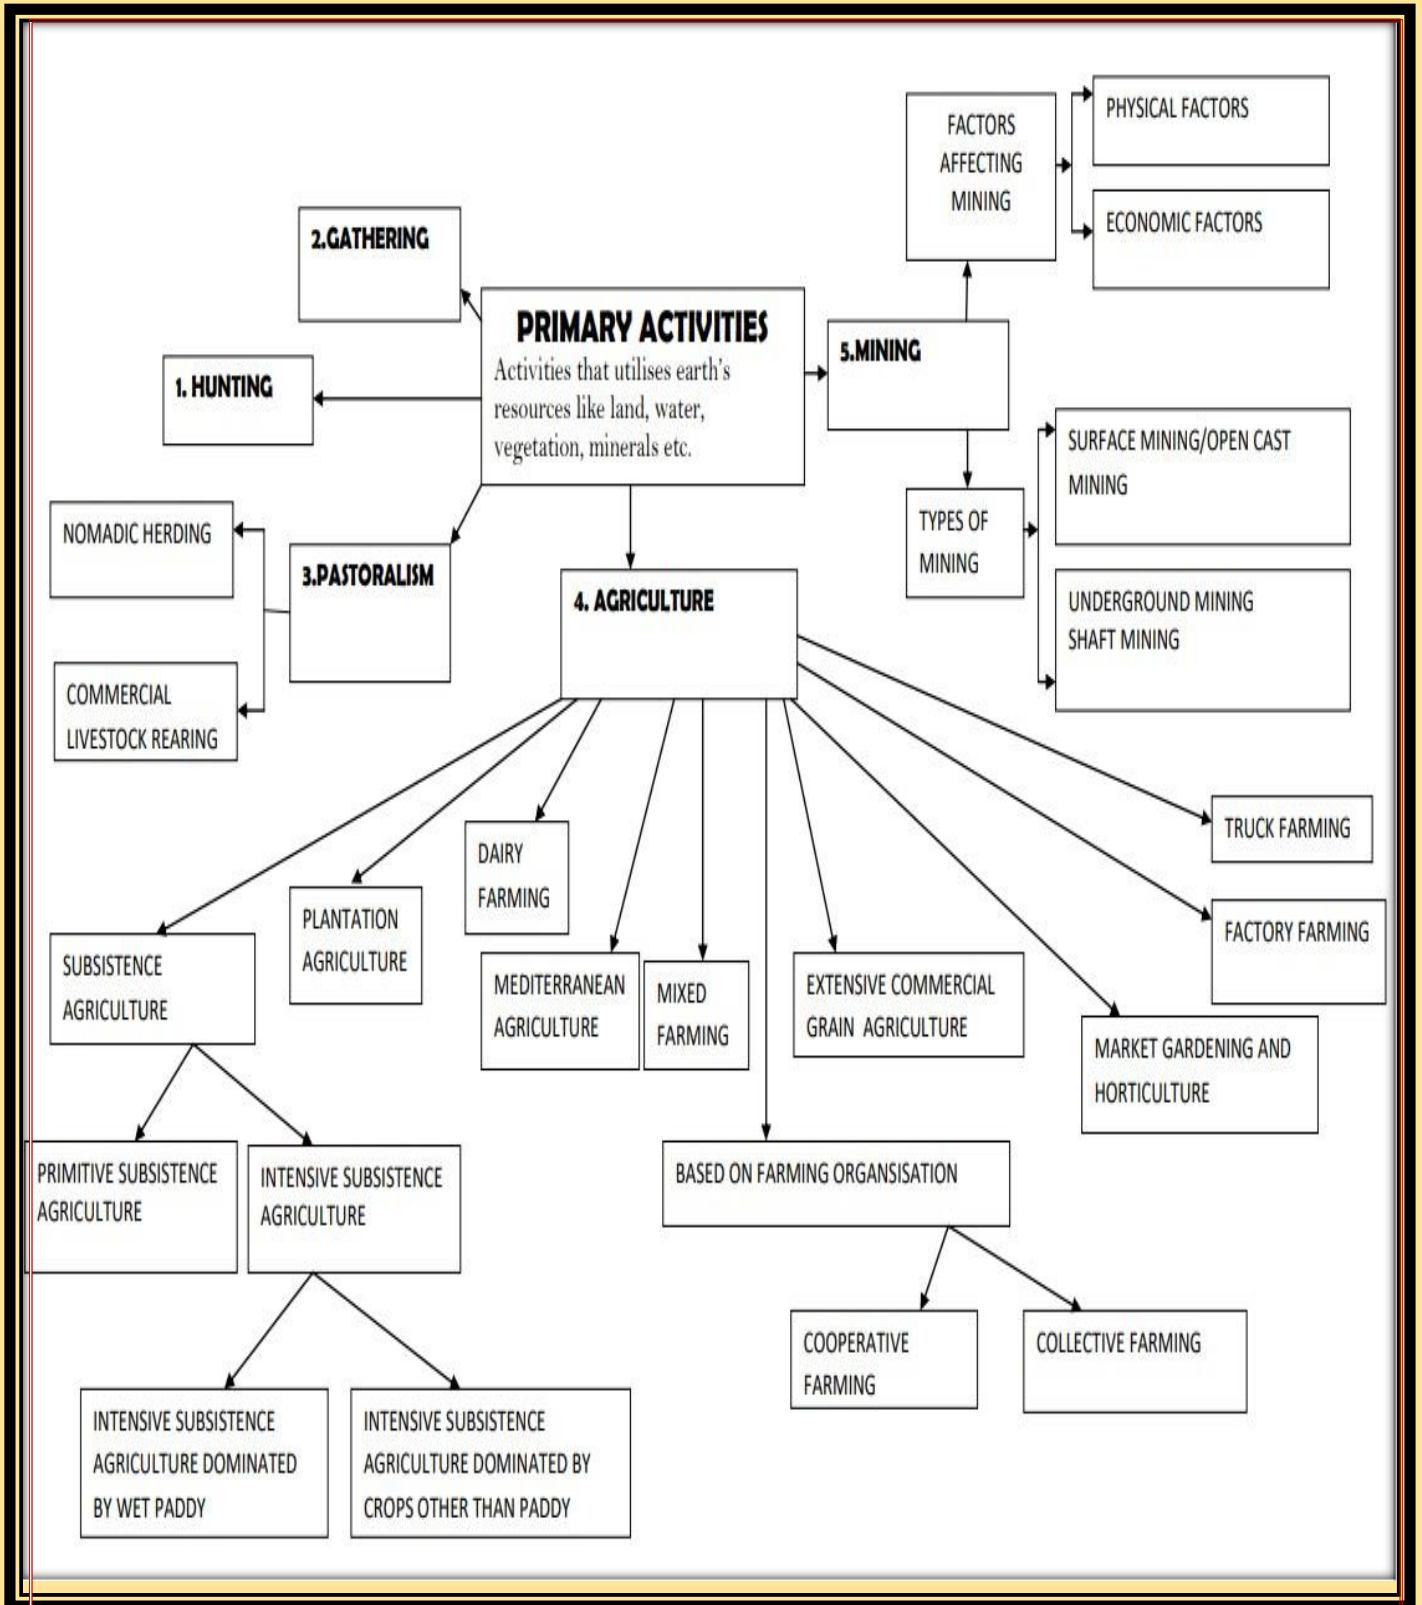 PRIMARY ACTIVITIES
Activities that utilises earth's
resources like land, water,
vegetation, minerals etc.
1. HUNTING
2.GATHERING
3.PASTORALISM
NOMADIC HERDING
COMMERCIAL
LIVESTOCK REARING
4. AGRICULTURE
SUBSISTENCE
AGRICULTURE
PRIMITIVE SUBSISTENCE
AGRICULTURE
INTENSIVE SUBSISTENCE
AGRICULTURE
INTENSIVE SUBSISTENCE
AGRICULTURE DOMINATED
BY WET PADDY
INTENSIVE SUBSISTENCE
AGRICULTURE DOMINATED BY
CROPS OTHER THAN PADDY
PLANTATION
AGRICULTURE
DAIRY
FARMING
MEDITERRANEAN
AGRICULTURE
MIXED
FARMING
BASED ON FARMING ORGANSISATION
COOPERATIVE
FARMING
COLLECTIVE FARMING
EXTENSIVE COMMERCIAL
GRAIN AGRICULTURE
MARKET GARDENING AND
HORTICULTURE
FACTORY FARMING
TRUCK FARMING
5.MINING
FACTORS
AFFECTING
MINING
PHYSICAL FACTORS
ECONOMIC FACTORS
TYPES OF
MINING
SURFACE MINING/OPEN CAST
MINING
UNDERGROUND MINING
SHAFT MINING